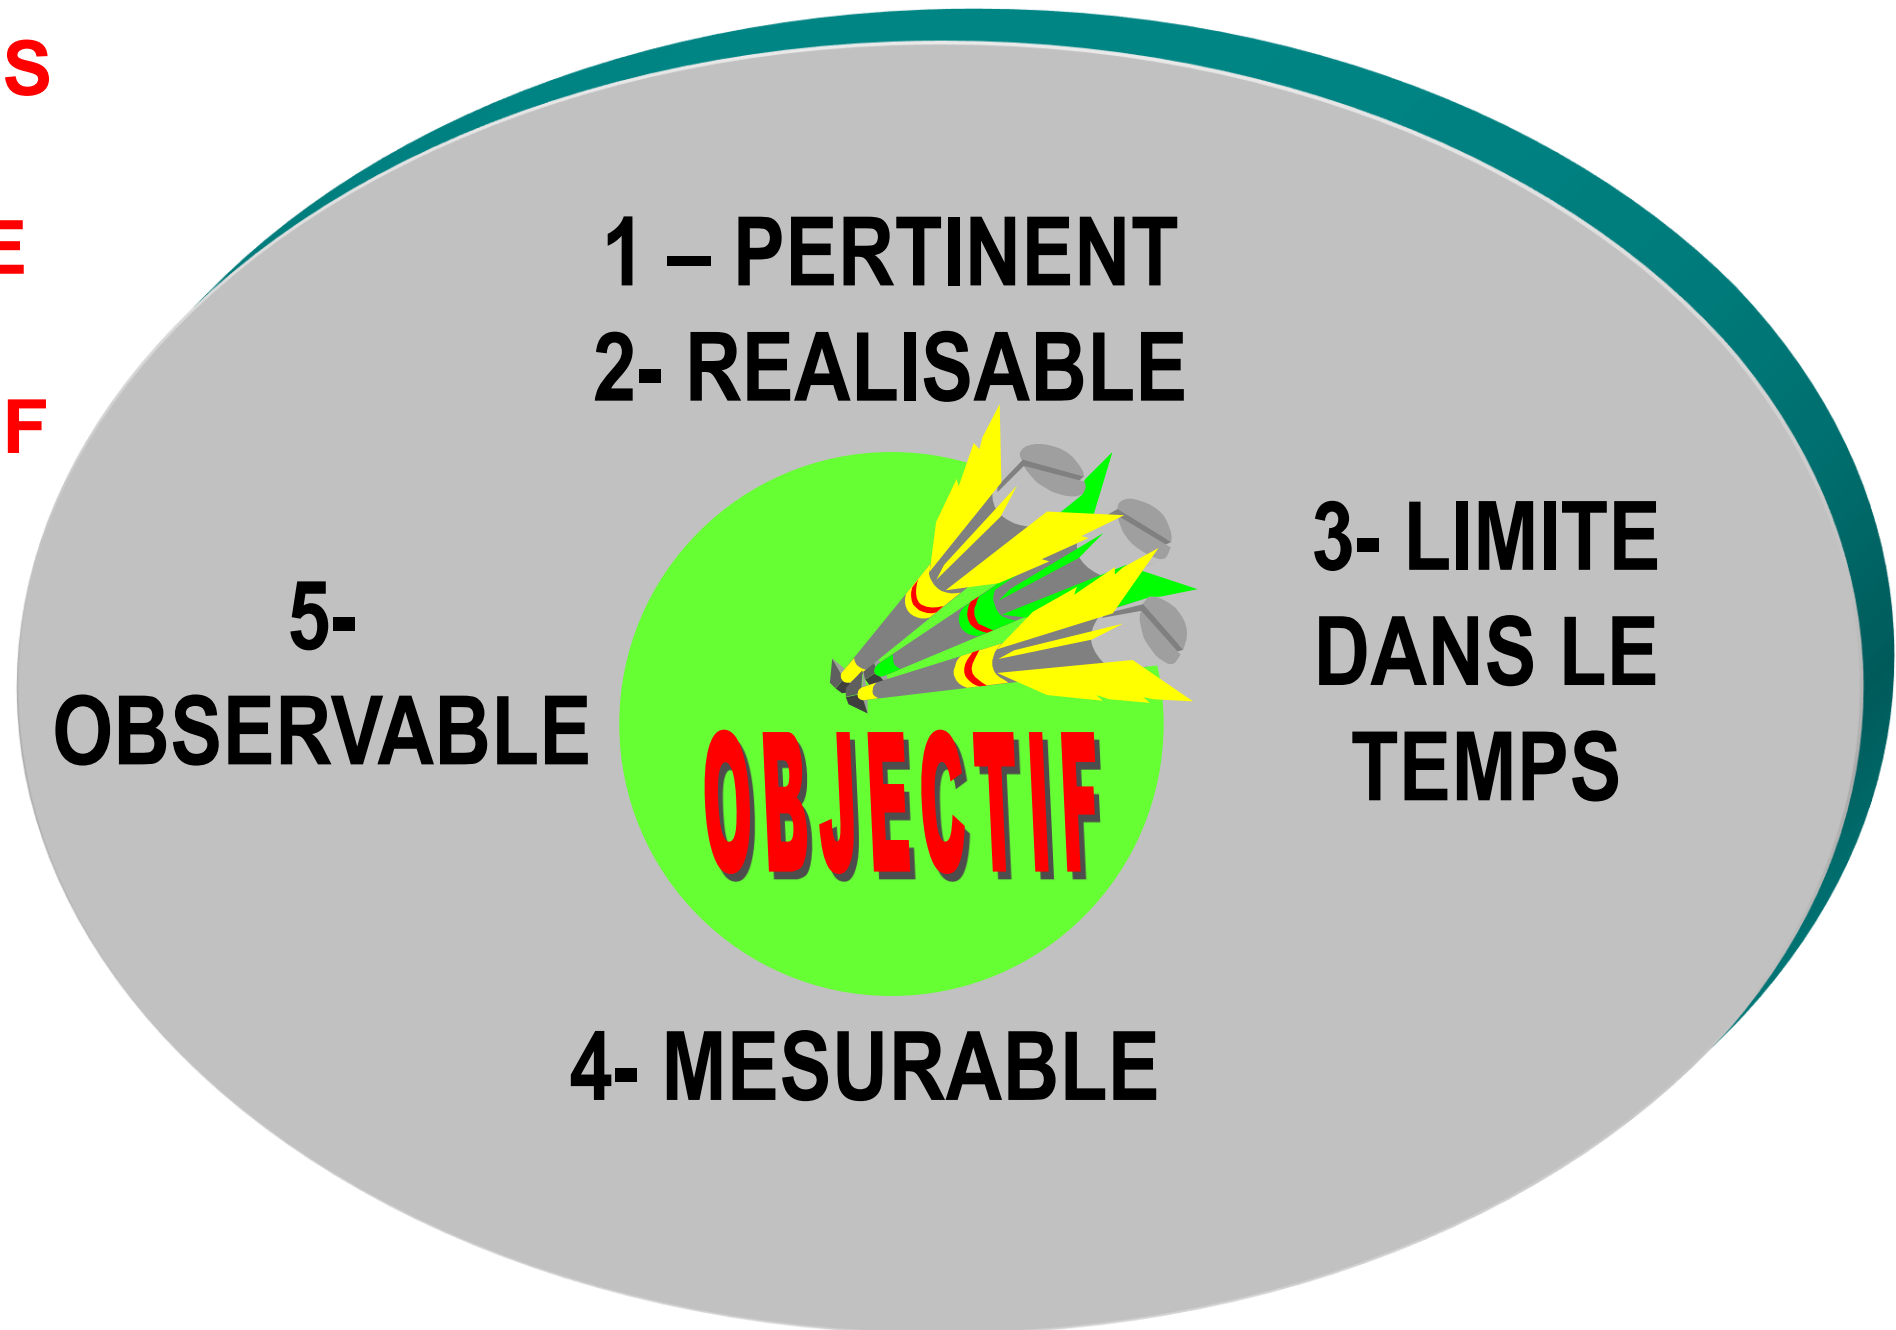 S
E
F
1 – PERTINENT
2- REALISABLE
3- LIMITE
DANS LE
TEMPS
5-
OBSERVABLE
OBJECTIF
4- MESURABLE